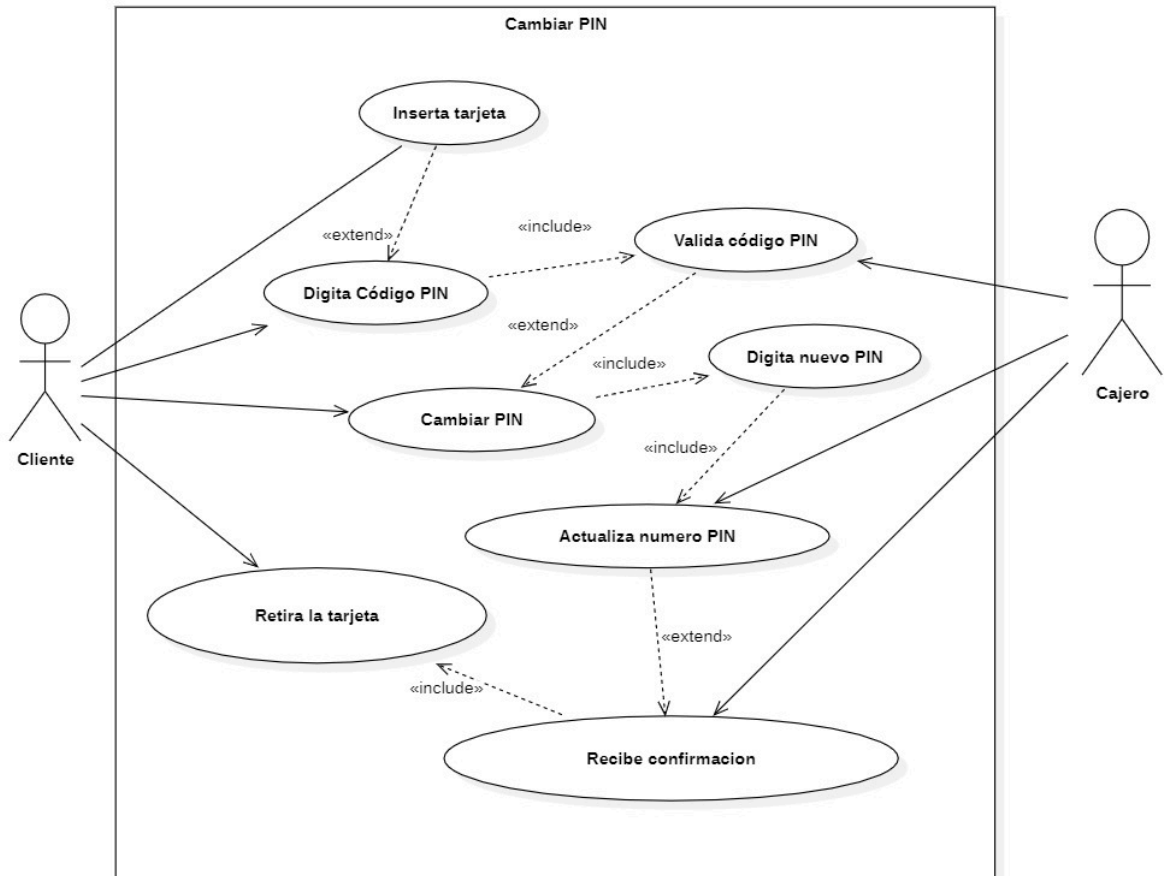 Cambiar PIN
Inserta tarjeta
«extend»
«include»
Valida código PIN
Digita Código PIN
«extend»
«include»
Digita nuevo PIN
Cambiar PIN
Cliente
Cajero
«include»
Actualiza numero PIN
Retira la tarjeta
«extend»
«include»
Recibe confirmacion